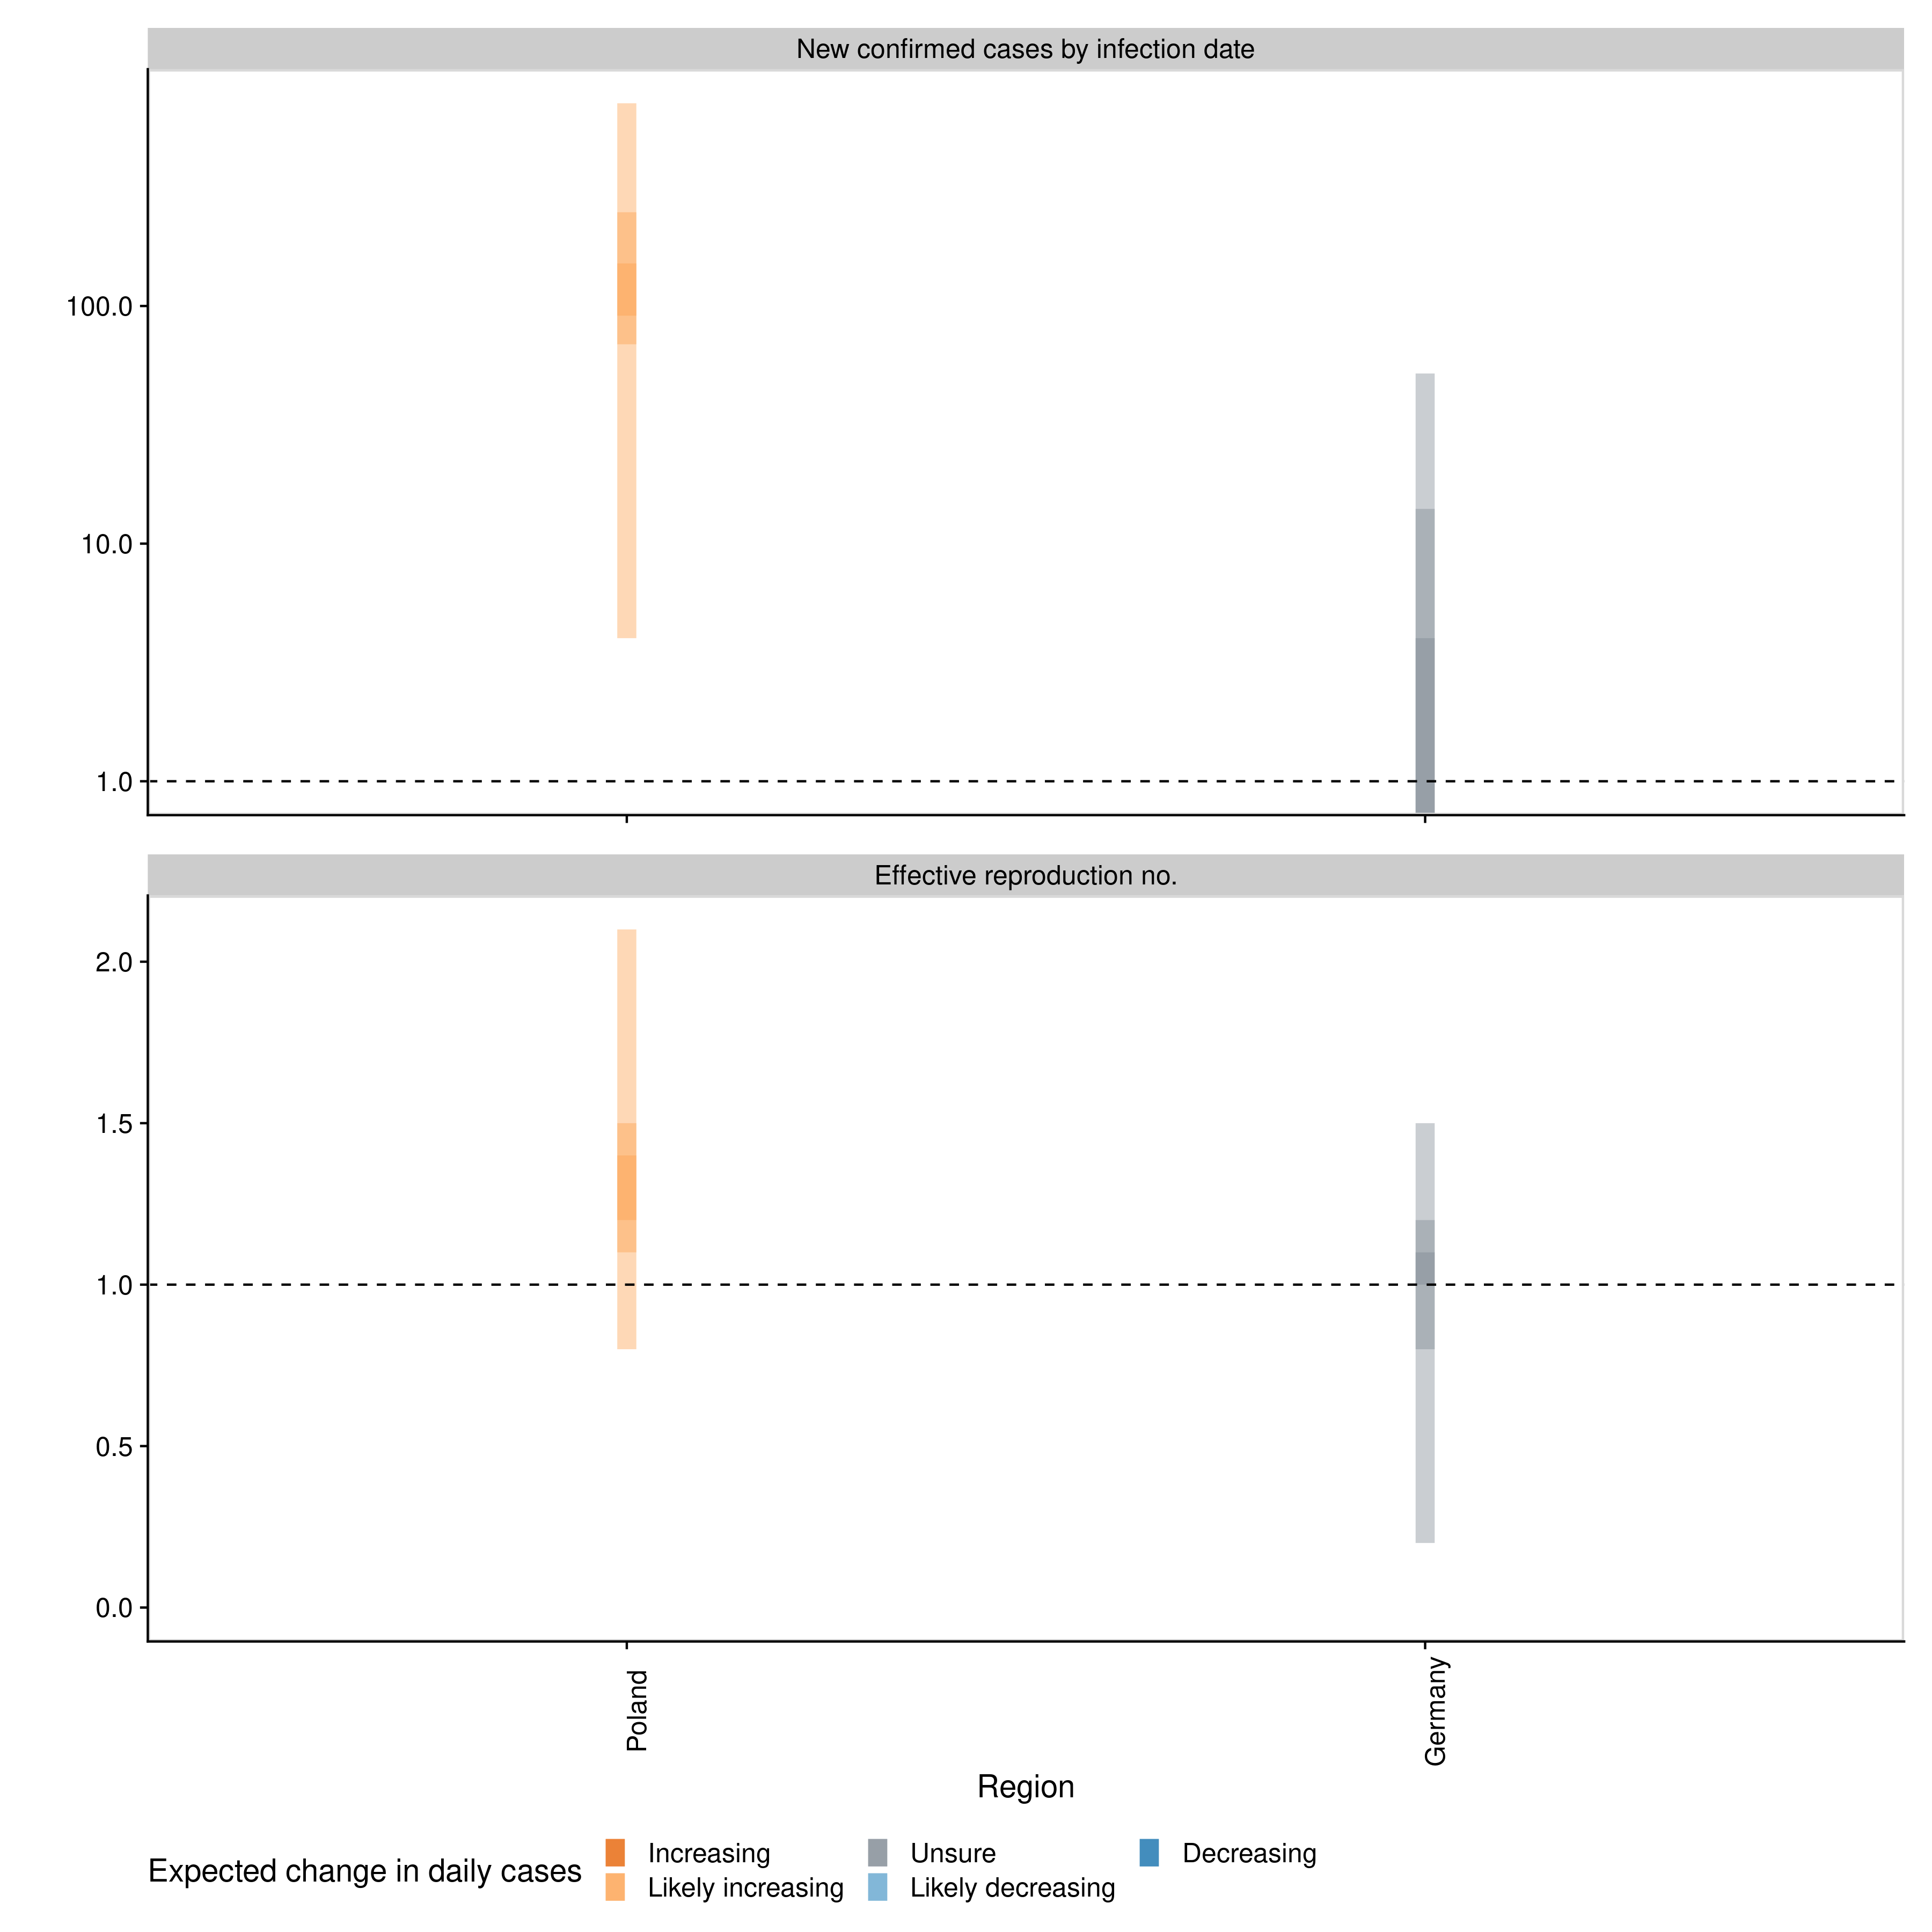 New confirmed cases by infection date
100.0
10.0
1.0
Effective reproduction no.
2.0
1.5
1.0
0.5
0.0
Poland
Germany
Region
Expected change in daily cases
Increasing
Likely increasing
Unsure
Likely decreasing
Decreasing